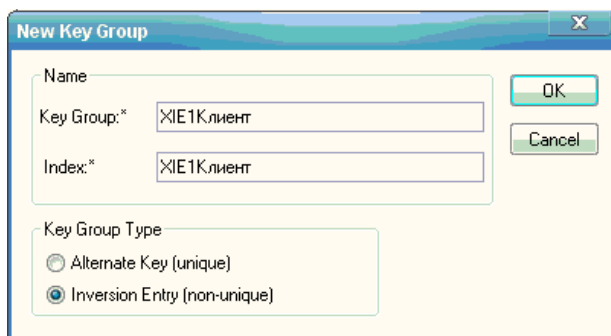 New Key Group
Name
Key Group:* XIE1Клиент
Index:* XIE1Клиент
OK
Cancel
Key Group Type
Alternate Key (unique)
Inversion Entry (non-unique)